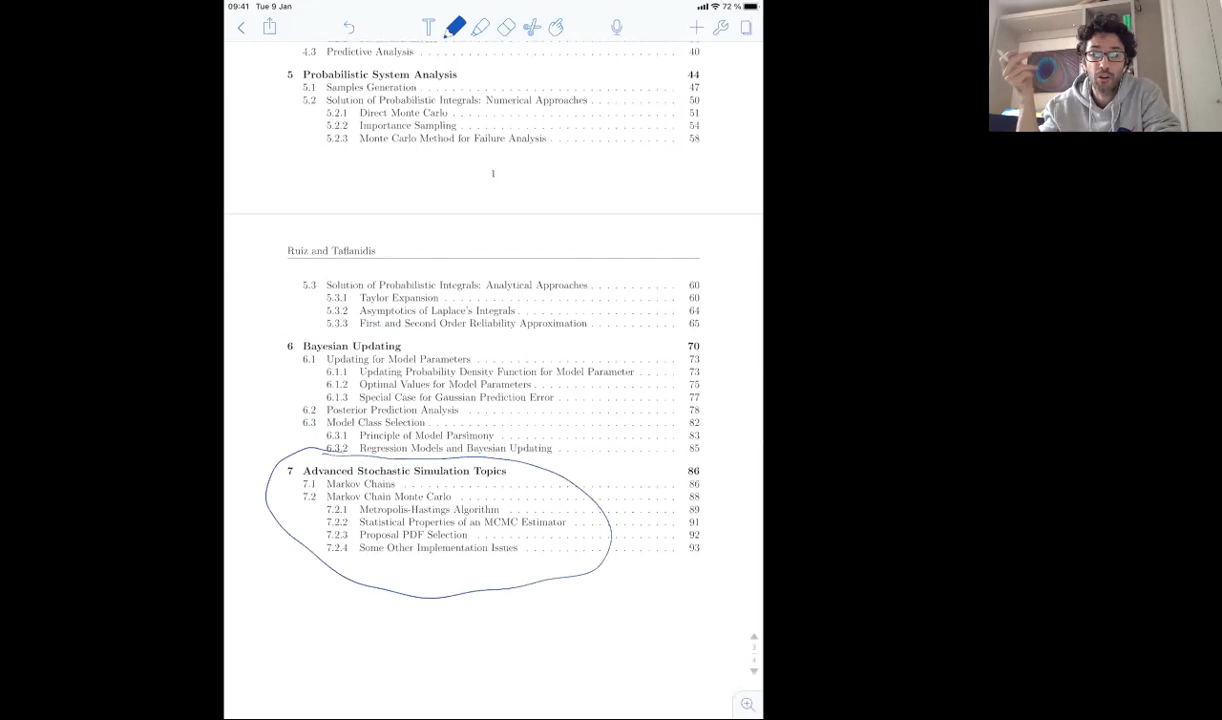 09:41 Tue 9 Jan
72 %
T
4.3 Predictive Analysis . . . . . . . . . . . . . . . . . . . . . . . . . . 40
5 Probabilistic System Analysis 44
5.1 Samples Generation . . . . . . . . . . . . . . . . . . . . . . . . . . 47
5.2 Solution of Probabilistic Integrals: Numerical Approaches . . . . . . . . . . . 50
5.2.1 Direct Monte Carlo . . . . . . . . . . . . . . . . . . . . . . . 51
5.2.2 Importance Sampling . . . . . . . . . . . . . . . . . . . . . . 54
5.2.3 Monte Carlo Method for Failure Analysis . . . . . . . . . . . . . . . 58
1
Ruiz and Taflanidis
5.3 Solution of Probabilistic Integrals: Analytical Approaches . . . . . . . . . . . 60
5.3.1 Taylor Expansion . . . . . . . . . . . . . . . . . . . . . . . . 60
5.3.2 Asymptotics of Laplace's Integrals . . . . . . . . . . . . . . . . . . 64
5.3.3 First and Second Order Reliability Approximation . . . . . . . . . . . 65
6 Bayesian Updating 70
6.1 Updating for Model Parameters . . . . . . . . . . . . . . . . . . . . . 73
6.1.1 Updating Probability Density Function for Model Parameter . . . . . 73
6.1.2 Optimal Values for Model Parameters . . . . . . . . . . . . . . . . . 75
6.1.3 Special Case for Gaussian Prediction Error . . . . . . . . . . . . . . 77
6.2 Posterior Prediction Analysis . . . . . . . . . . . . . . . . . . . . . . 78
6.3 Model Class Selection . . . . . . . . . . . . . . . . . . . . . . . . . 82
6.3.1 Principle of Model Parsimony . . . . . . . . . . . . . . . . . . . . 83
6.3.2 Regression Models and Bayesian Updating . . . . . . . . . . . . . . 85
7 Advanced Stochastic Simulation Topics 86
7.1 Markov Chains . . . . . . . . . . . . . . . . . . . . . . . . . . . . 86
7.2 Markov Chain Monte Carlo . . . . . . . . . . . . . . . . . . . . . . . 88
7.2.1 Metropolis-Hastings Algorithm . . . . . . . . . . . . . . . . . . . 89
7.2.2 Statistical Properties of an MCMC Estimator . . . . . . . . . . . . . 91
7.2.3 Proposal PDF Selection . . . . . . . . . . . . . . . . . . . . . . 92
7.2.4 Some Other Implementation Issues . . . . . . . . . . . . . . . . . . 93
3
4